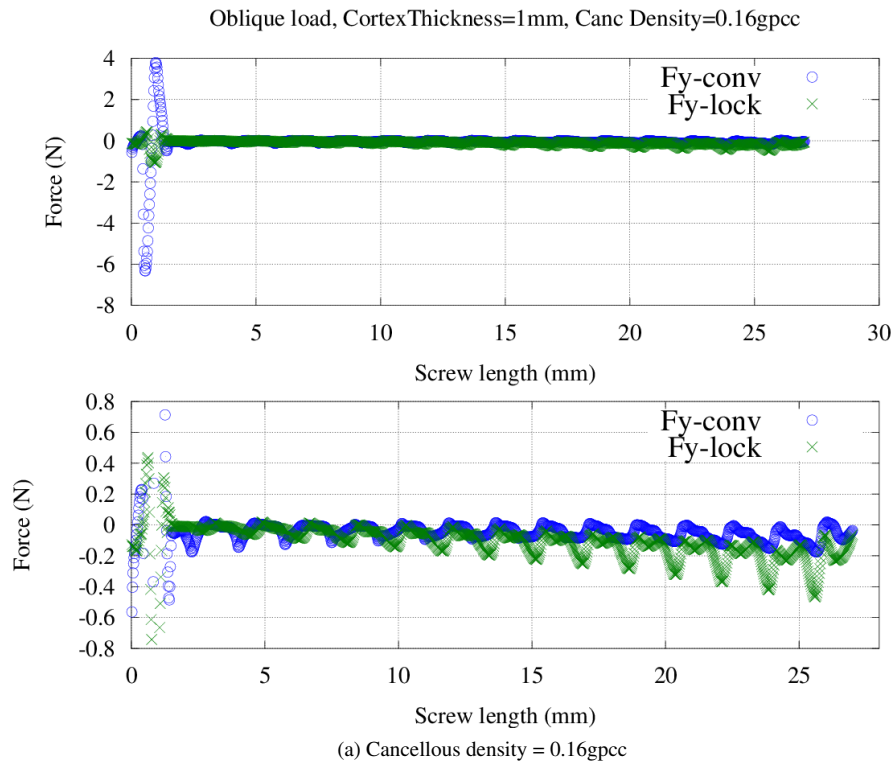 Oblique load, CortexThickness=1mm, Canc Density=0.16gpcc
4
2
0
-2
-4
-6
-8
Force (N)
Fy-conv
Fy-lock
0 5 10 15 20 25 30
Screw length (mm)
0.8
0.6
0.4
0.2
0
-0.2
-0.4
-0.6
-0.8
Force (N)
Fy-conv
Fy-lock
0 5 10 15 20 25
Screw length (mm)
(a) Cancellous density = 0.16gpcc